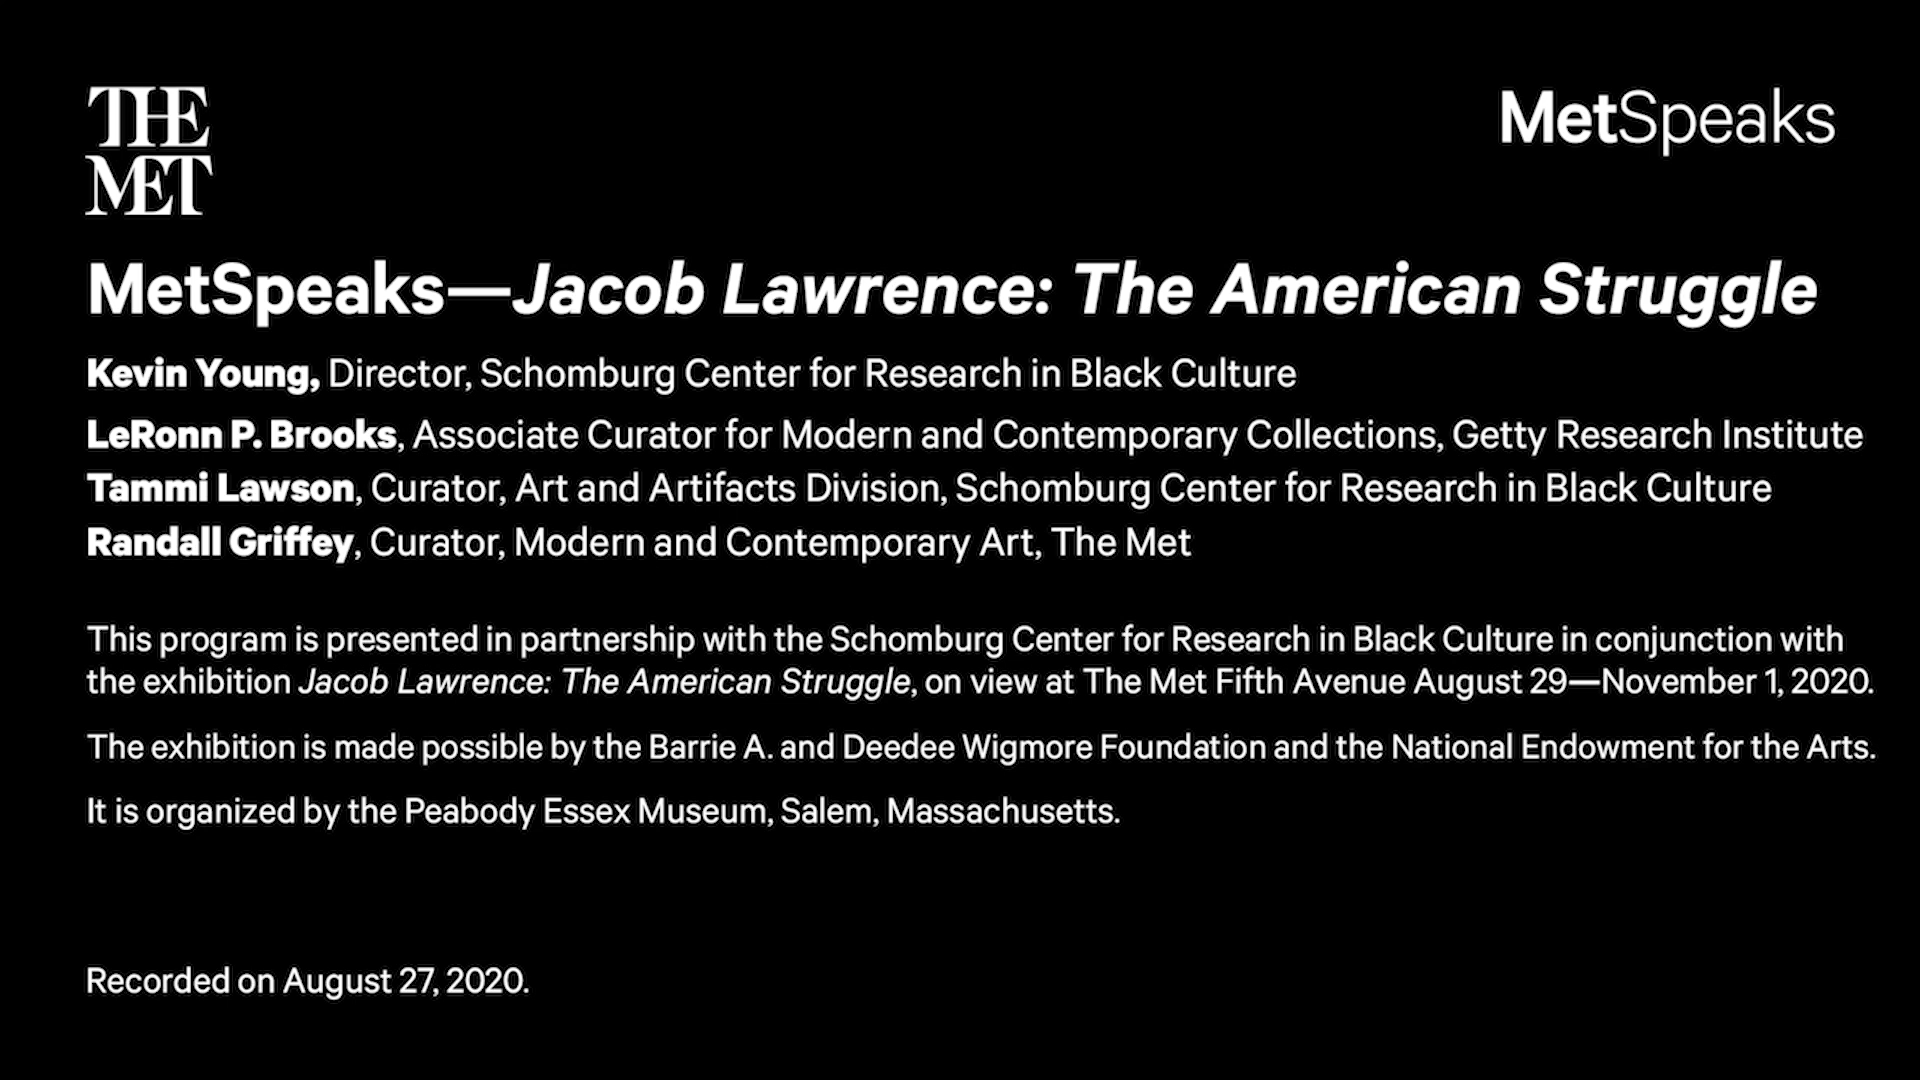 THE
MET
MetSpeaks
MetSpeaks—Jacob Lawrence: The American Struggle
Kevin Young, Director, Schomburg Center for Research in Black Culture
LeRonn P. Brooks, Associate Curator for Modern and Contemporary Collections, Getty Research Institute
Tammi Lawson, Curator, Art and Artifacts Division, Schomburg Center for Research in Black Culture
Randall Griffey, Curator, Modern and Contemporary Art, The Met
This program is presented in partnership with the Schomburg Center for Research in Black Culture in conjunction with
the exhibition Jacob Lawrence: The American Struggle, on view at The Met Fifth Avenue August 29—November 1, 2020.
The exhibition is made possible by the Barrie A. and Deedee Wigmore Foundation and the National Endowment for the Arts.
It is organized by the Peabody Essex Museum, Salem, Massachusetts.
Recorded on August 27, 2020.